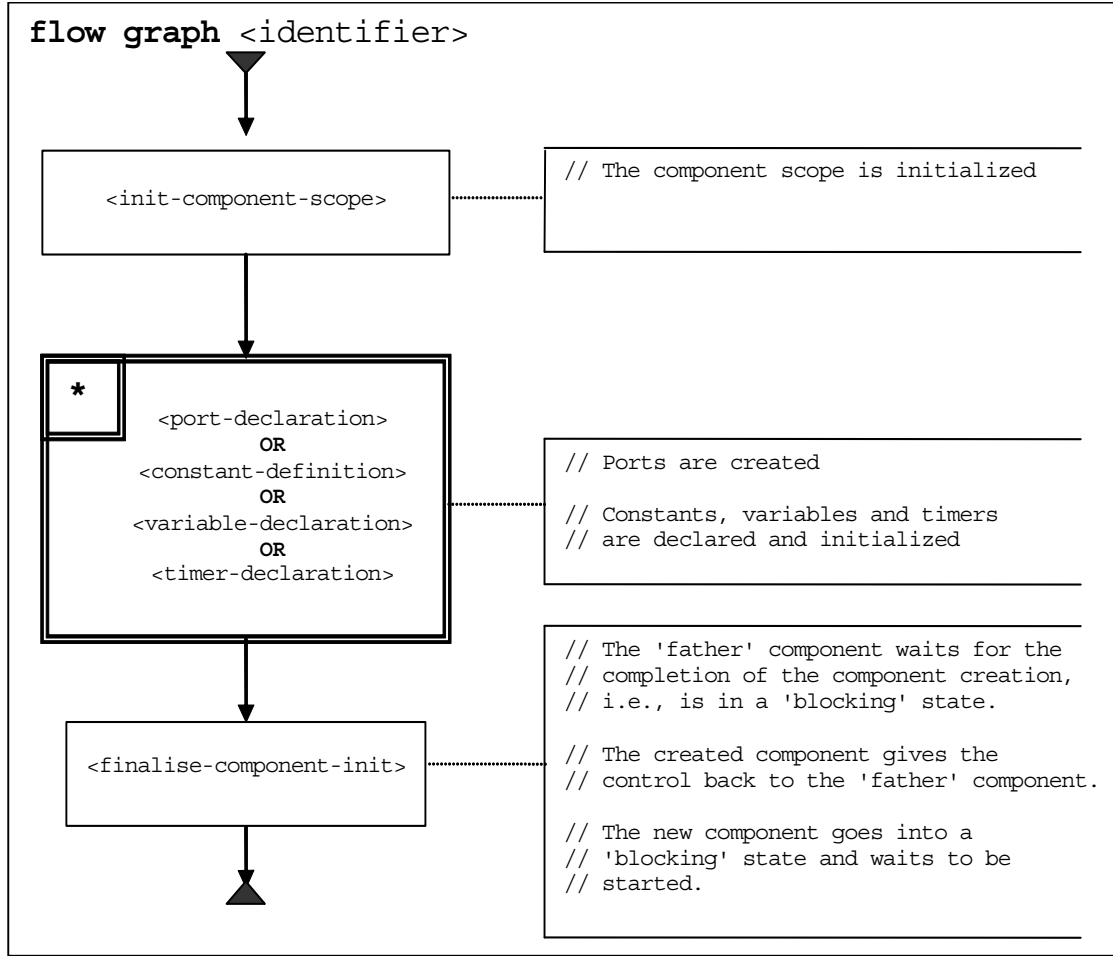 flow graph <identifier>
<init-component-scope>
// The component scope is initialized
*
<port-declaration>
OR
<constant-definition>
OR
<variable-declaration>
OR
<timer-declaration>
// Ports are created
// Constants, variables and timers
// are declared and initialized
<finalise-component-init>
// The 'father' component waits for the
// completion of the component creation,
// i.e., is in a 'blocking' state.
// The created component gives the
// control back to the 'father' component.
// The new component goes into a
// 'blocking' state and waits to be
// started.